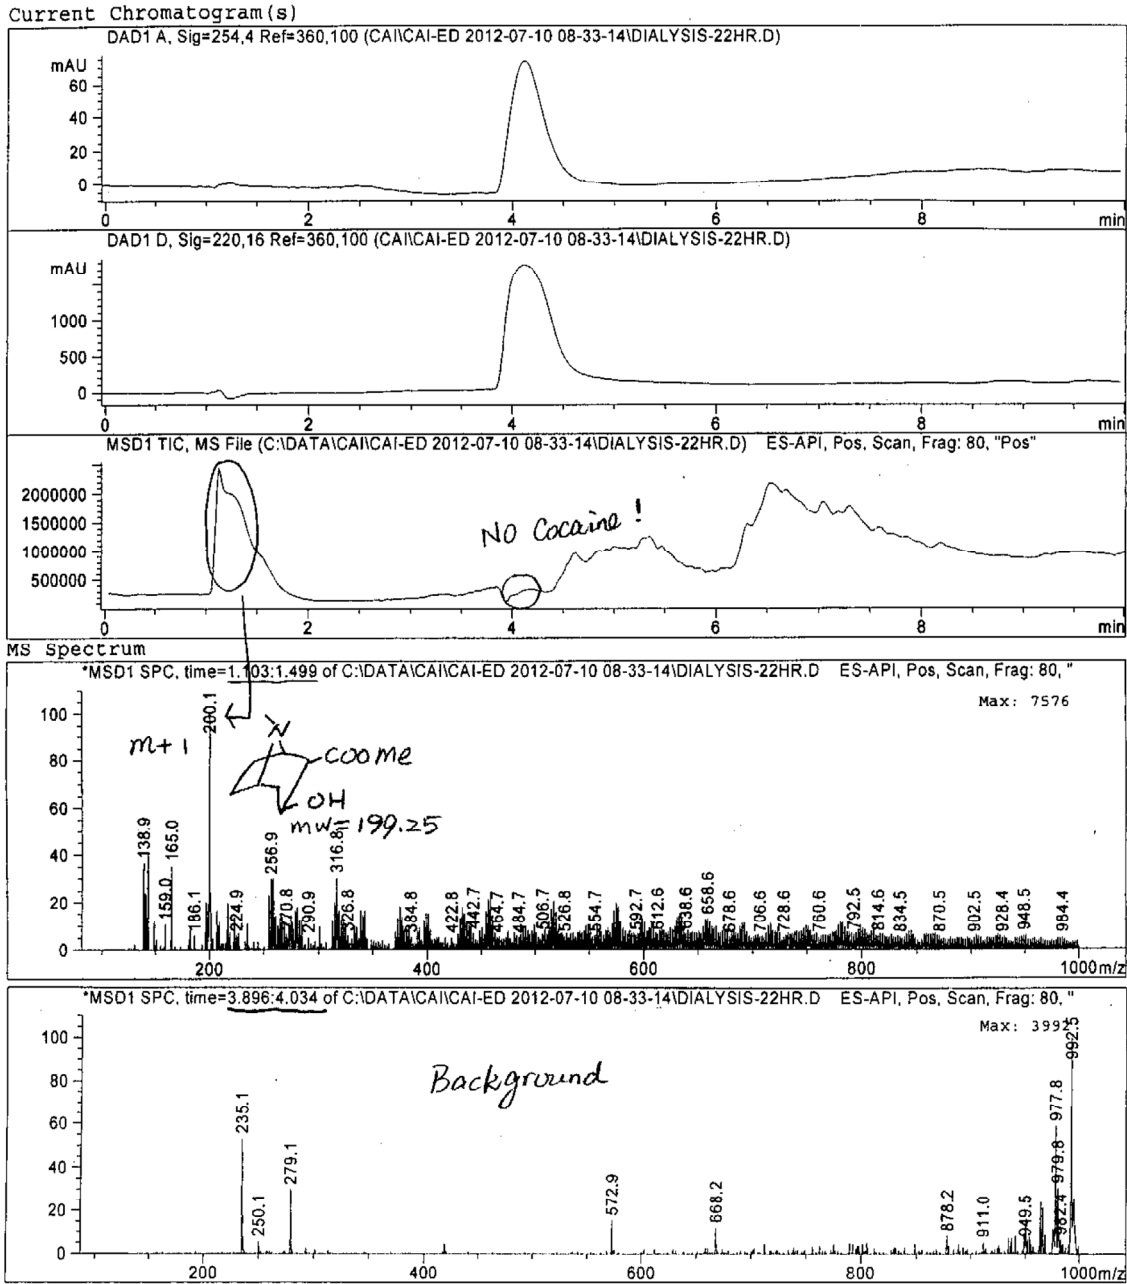 Current Chromatogram(s)
DAD1 A, Sig=254,4 Ref=360,100 (CAI\CAI-ED 2012-07-10 08-33-14\DIALYSIS-22HR.D)
mAU
60
40
20
0
0 2 4 6 8 min
DAD1 D, Sig=220,16 Ref=360,100 (CAI\CAI-ED 2012-07-10 08-33-14\DIALYSIS-22HR.D)
mAU
1000
500
0
0 2 4 6 8 min
MSD1 TIC, MS File (C:\DATA\CAI\CAI-ED 2012-07-10 08-33-14\DIALYSIS-22HR.D) ES-API, Pos, Scan, Frag: 80, "Pos"
2000000
NO Cocaine !
1500000
1000000
500000
0 2 4 6 8 min
MS Spectrum
*MSD1 SPC, time=1.103:1.499 of C:\DATA\CAI\CAI-ED 2012-07-10 08-33-14\DIALYSIS-22HR.D ES-API, Pos, Scan, Frag: 80, "
Max: 7576
100
200.1
m+1
N
COOMe
80
OH
60
mw=199.25
40
138.9 159.0 165.0 186.1 224.9 256.9 270.8 290.9 316.8 326.8 384.8 422.8 442.7 464.7 484.7 506.7 526.8 554.7 592.7 612.6 638.6 658.6 678.6 706.6 728.6 760.6 792.5 814.6 834.5 870.5 902.5 928.4 948.5 984.4
20
0
200 400 600 800 1000 m/z
*MSD1 SPC, time=3.896:4.034 of C:\DATA\CAI\CAI-ED 2012-07-10 08-33-14\DIALYSIS-22HR.D ES-API, Pos, Scan, Frag: 80, "
Max: 3992
100
Background
80
60
40
20
0
235.1 250.1 279.1 572.9 668.2 878.2 911.0 949.5 977.8 979.8 982.4 992.5
200 400 600 800 1000 m/z